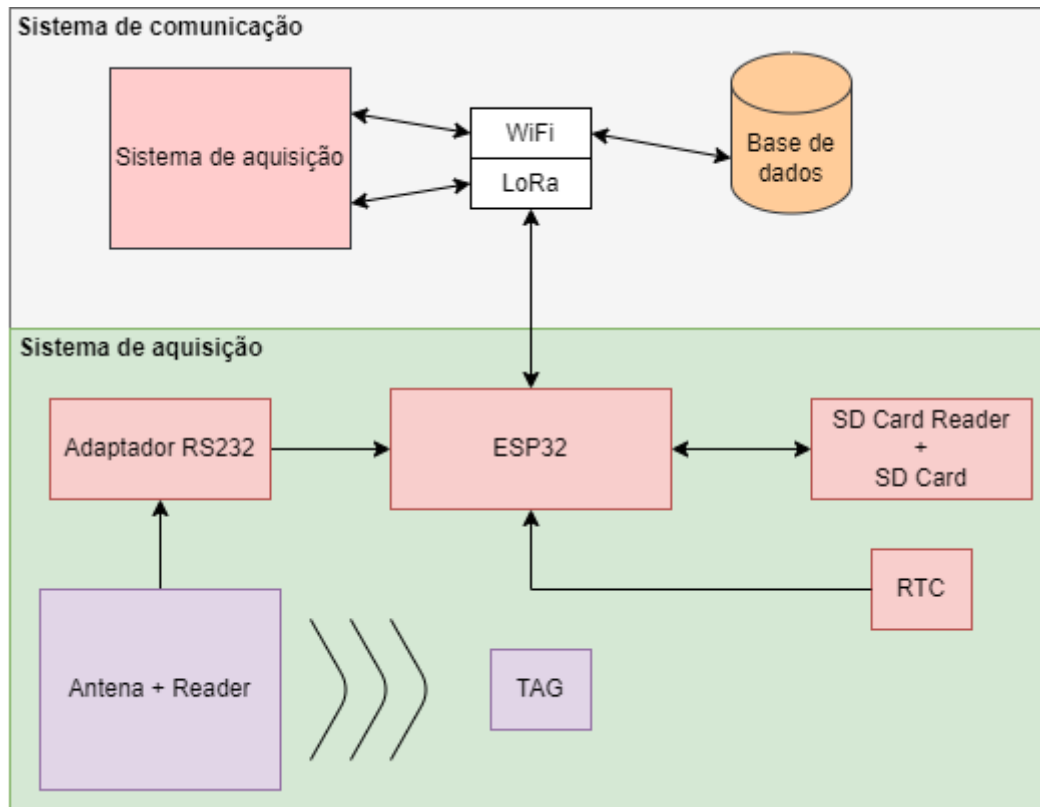 Sistema de comunicação
Sistema de aquisição
WiFi
LoRa
Base de
dados
Sistema de aquisição
Adaptador RS232
ESP32
SD Card Reader
+
SD Card
RTC
Antena + Reader
TAG